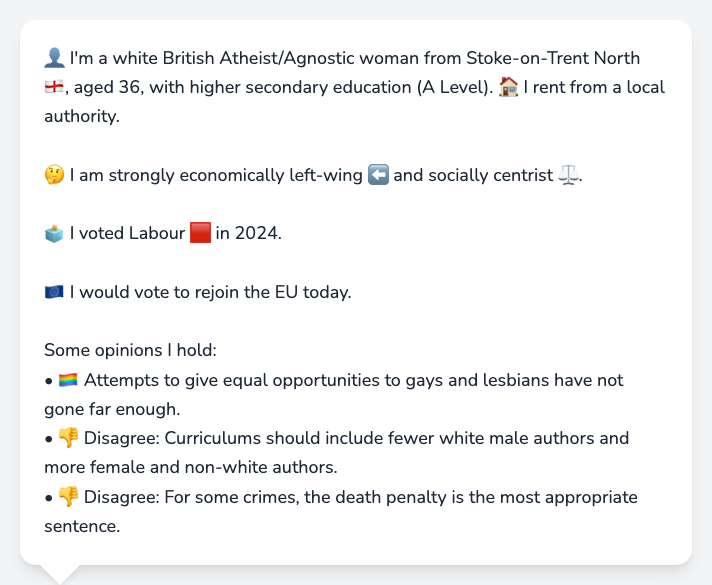 👤 I'm a white British Atheist/Agnostic woman from Stoke-on-Trent North
🏴󠁧󠁢󠁥󠁮󠁧󠁿, aged 36, with higher secondary education (A Level). 🏠 I rent from a local
authority.
🤔 I am strongly economically left-wing ⬅️ and socially centrist ⚖️.
🗳️ I voted Labour 🟥 in 2024.
🇪🇺 I would vote to rejoin the EU today.
Some opinions I hold:
• 🏳️‍🌈 Attempts to give equal opportunities to gays and lesbians have not
gone far enough.
• 👎 Disagree: Curriculums should include fewer white male authors and
more female and non-white authors.
• 👎 Disagree: For some crimes, the death penalty is the most appropriate
sentence.